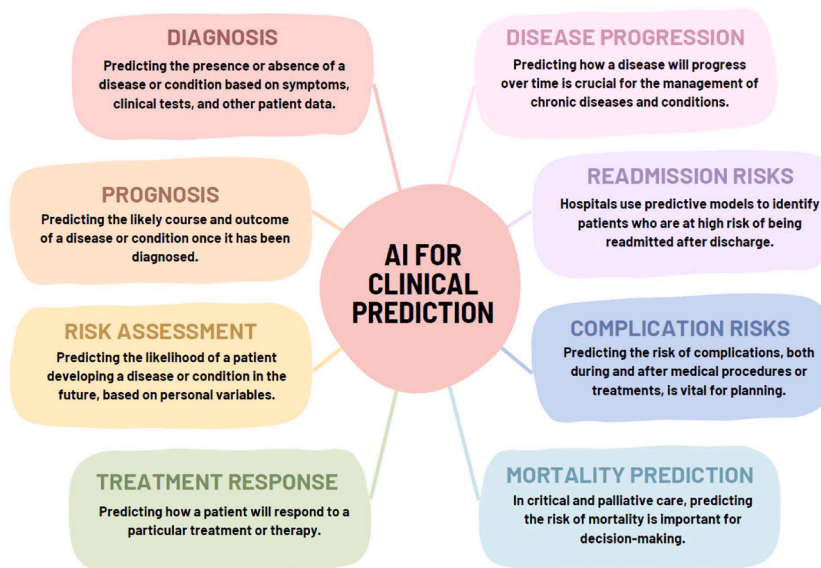 DIAGNOSIS
Predicting the presence or absence of a
disease or condition based on symptoms,
clinical tests, and other patient data.
DISEASE PROGRESSION
Predicting how a disease will progress
over time is crucial for the management of
chronic diseases and conditions.
PROGNOSIS
Predicting the likely course and outcome
of a disease or condition once it has been
diagnosed.
READMISSION RISKS
Hospitals use predictive models to identify
patients who are at high risk of being
readmitted after discharge.
AI FOR
CLINICAL
PREDICTION
RISK ASSESSMENT
Predicting the likelihood of a patient
developing a disease or condition in the
future, based on personal variables.
COMPLICATION RISKS
Predicting the risk of complications, both
during and after medical procedures or
treatments, is vital for planning.
TREATMENT RESPONSE
Predicting how a patient will respond to a
particular treatment or therapy.
MORTALITY PREDICTION
In critical and palliative care, predicting
the risk of mortality is important for
decision-making.